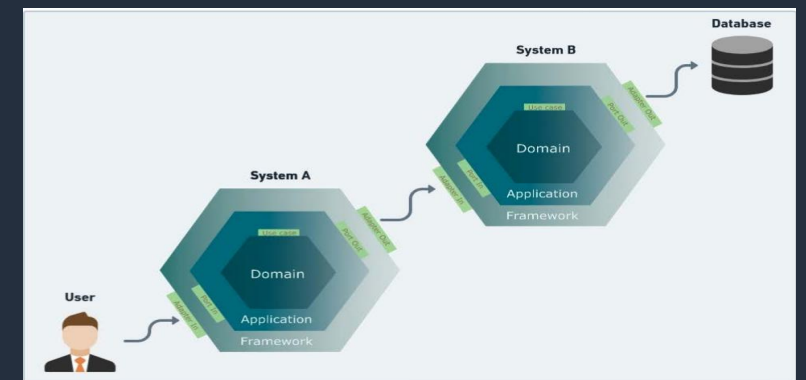 Database
System B
Use case
Adapter Out
Port Out
Domain
Port In
Adapter In
Application
Framework
System A
Use case
Adapter Out
Port Out
Domain
Port In
Adapter In
Application
Framework
User